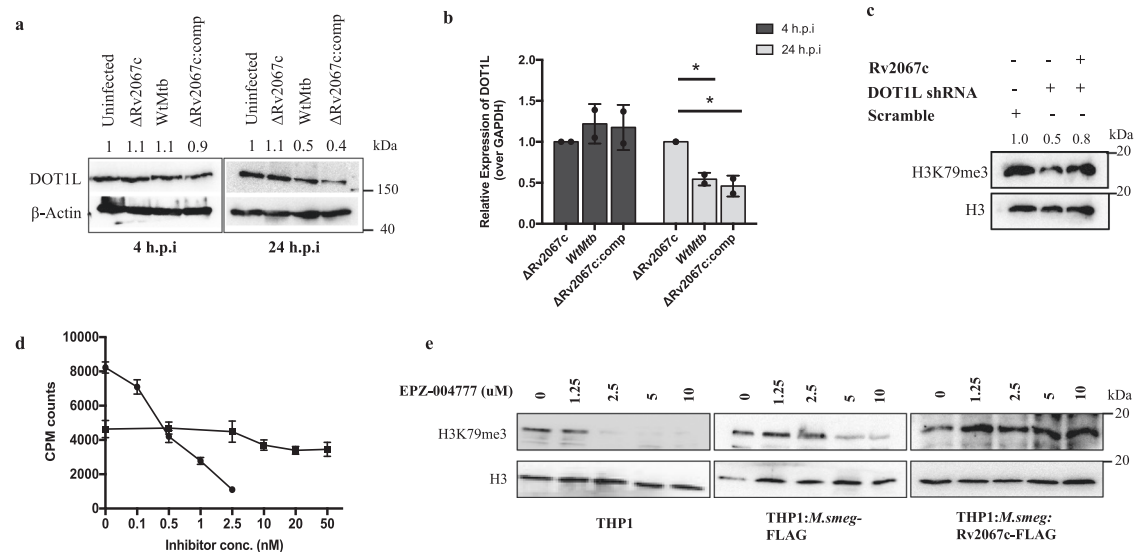 a
Uninfected
ΔRv2067c
WtMtb
ΔRv2067c:comp
Uninfected
ΔRv2067c
WtMtb
ΔRv2067c:comp
1 1.1 1.1 0.9 1 1.1 0.5 0.4 kDa
DOT1L
150
β-Actin
40
4 h.p.i 24 h.p.i
b
4 h.p.i
24 h.p.i
Relative Expression of DOT1L
(over GAPDH)
2.0
1.5
1.0
0.5
0.0
* 
*
ΔRv2067c
WtMtb
ΔRv2067c:comp
ΔRv2067c
WtMtb
ΔRv2067c:comp
c
Rv2067c - - +
DOT1L shRNA - + +
Scramble + - -
1.0 0.5 0.8 kDa
20
H3K79me3
20
H3
d
CPM counts
10000
8000
6000
4000
2000
0
0 0.1 0.5 1 2.5 10 20 50
Inhibitor conc. (nM)
e
EPZ-004777 (uM) 0 1.25 2.5 5 10 0 1.25 2.5 5 10 0 1.25 2.5 5 10
kDa
20
H3K79me3
20
H3
THP1
THP1:M.smeg-
FLAG
THP1:M.smeg:
Rv2067c-FLAG